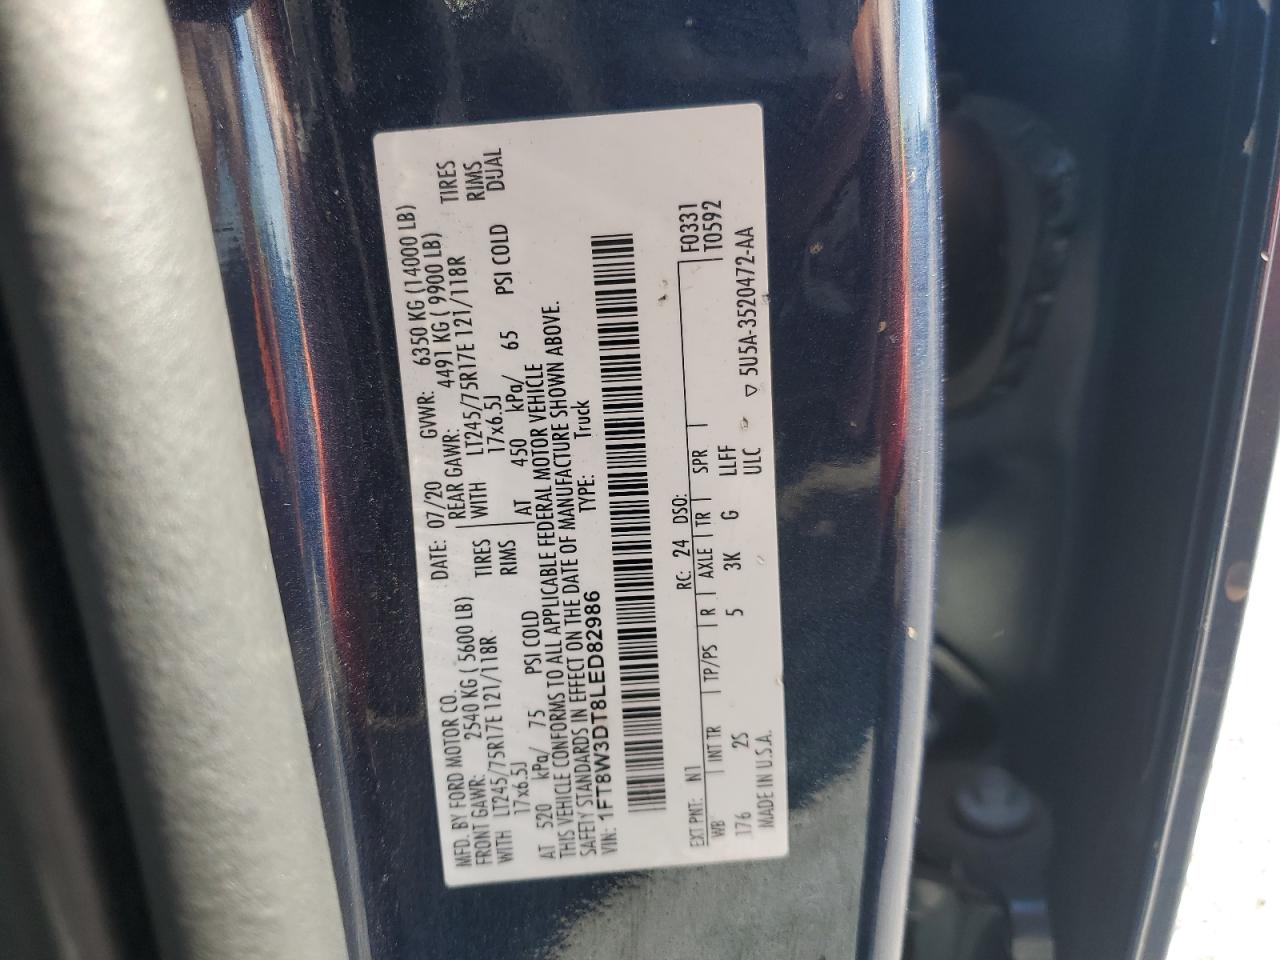 MFD. BY FORD MOTOR CO. DATE: 07/20 GVWR: 6350 KG (14000 LB)
FRONT GAWR: 2540 KG ( 5600 LB) REAR GAWR: 4491 KG ( 9900 LB)
WITH LT245/75R17E 121/118R TIRES WITH LT245/75R17E 121/118R TIRES
17x6.5J RIMS 17x6.5J RIMS
AT 520 kPa/ 75 PSI COLD AT 450 kPa/ 65 PSI COLD DUAL
THIS VEHICLE CONFORMS TO ALL APPLICABLE FEDERAL MOTOR VEHICLE
SAFETY STANDARDS IN EFFECT ON THE DATE OF MANUFACTURE SHOWN ABOVE.
VIN: 1FT8W3DT8LED82986 TYPE: Truck
EXT PNT: N1 RC: 24 DSO: F0331
WB INT TR TP/PS R AXLE TR SPR T0592
176 2S 5 3K G LLFF
MADE IN U.S.A. ULC ▽ 5U5A-3520472-AA